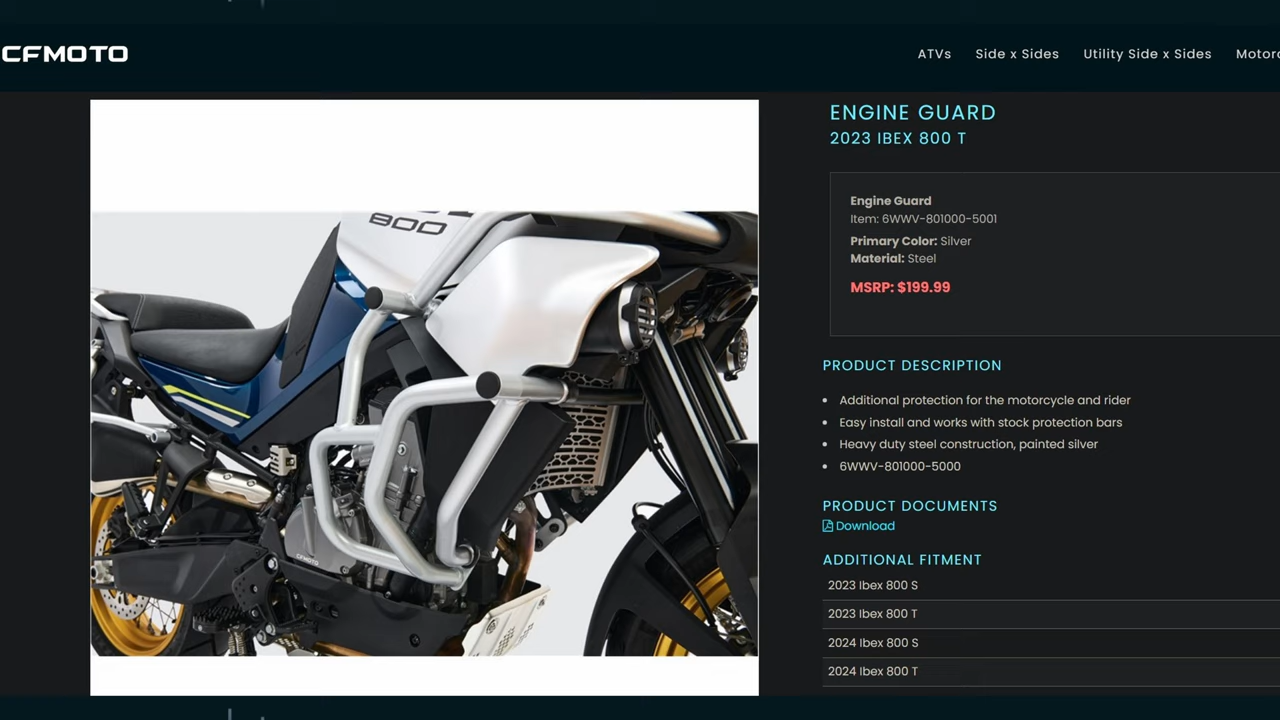 CFMOTO
ATVs Side x Sides Utility Side x Sides
ENGINE GUARD
2023 IBEX 800 T
Engine Guard
Item: 6WWV-801000-5001
Primary Color: Silver
Material: Steel
MSRP: $199.99
PRODUCT DESCRIPTION
Additional protection for the motorcycle and rider
Easy install and works with stock protection bars
Heavy duty steel construction, painted silver
6WWV-801000-5000
PRODUCT DOCUMENTS
Download
ADDITIONAL FITMENT
2023 Ibex 800 S
2023 Ibex 800 T
2024 Ibex 800 S
2024 Ibex 800 T
800
CFMOTO